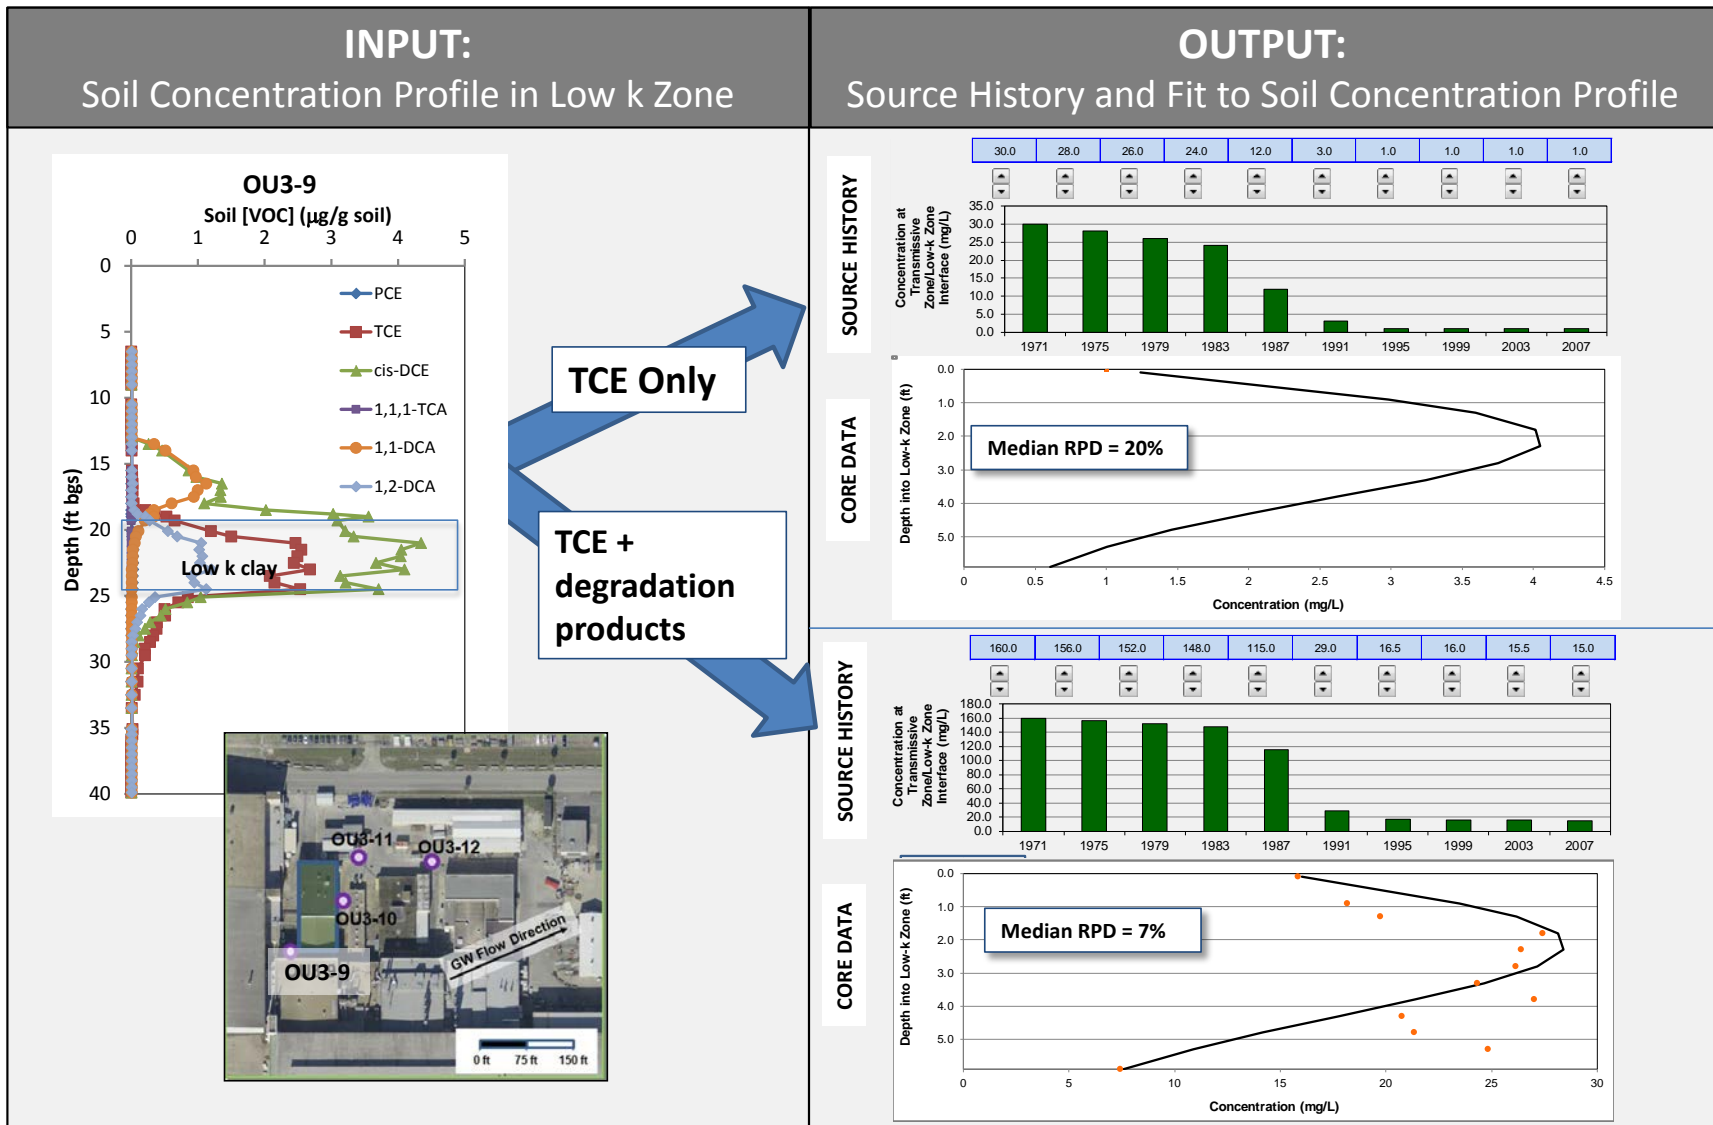 INPUT:
Soil Concentration Profile in Low k Zone
OUTPUT:
Source History and Fit to Soil Concentration Profile
OU3-9
Soil [VOC] (µg/g soil)
0 1 2 3 4 5
0
5
10
15
20
25
30
35
40
Depth (ft bgs)
PCE
TCE
cis-DCE
1,1,1-TCA
1,1-DCA
1,2-DCA
Low k clay
TCE Only
TCE +
degradation
products
OU3-11
OU3-12
OU3-10
OU3-9
GW Flow Direction
0 ft 75 ft 150 ft
SOURCE HISTORY
30.0 28.0 26.0 24.0 12.0 3.0 1.0 1.0 1.0 1.0
Concentration at
Transmissive
Zone/Low-k Zone
Interface (mg/L)
35.0
30.0
25.0
20.0
15.0
10.0
5.0
0.0
1971 1975 1979 1983 1987 1991 1995 1999 2003 2007
CORE DATA
Depth into Low-k Zone (ft)
0.0
1.0
2.0
3.0
4.0
5.0
Median RPD = 20%
0 0.5 1 1.5 2 2.5 3 3.5 4 4.5
Concentration (mg/L)
SOURCE HISTORY
160.0 156.0 152.0 148.0 115.0 29.0 16.5 16.0 15.5 15.0
Concentration at
Transmissive
Zone/Low-k Zone
Interface (mg/L)
180.0
160.0
140.0
120.0
100.0
80.0
60.0
40.0
20.0
0.0
1971 1975 1979 1983 1987 1991 1995 1999 2003 2007
CORE DATA
Depth into Low-k Zone (ft)
0.0
1.0
2.0
3.0
4.0
5.0
Median RPD = 7%
0 5 10 15 20 25 30
Concentration (mg/L)